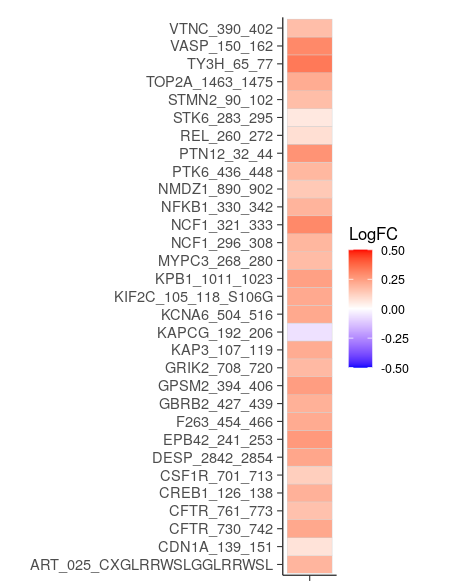 VTNC_390_402
VASP_150_162
TY3H_65_77
TOP2A_1463_1475
STMN2_90_102
STK6_283_295
REL_260_272
PTN12_32_44
PTK6_436_448
NMDZ1_890_902
NFKB1_330_342
NCF1_321_333
NCF1_296_308
MYPC3_268_280
KPB1_1011_1023
KIF2C_105_118_S106G
KCNA6_504_516
KAPCG_192_206
KAP3_107_119
GRIK2_708_720
GPSM2_394_406
GBRB2_427_439
F263_454_466
EPB42_241_253
DESP_2842_2854
CSF1R_701_713
CREB1_126_138
CFTR_761_773
CFTR_730_742
CDN1A_139_151
ART_025_CXGLRRWSLGGLRRWSL
LogFC
0.50
0.25
0.00
-0.25
-0.50